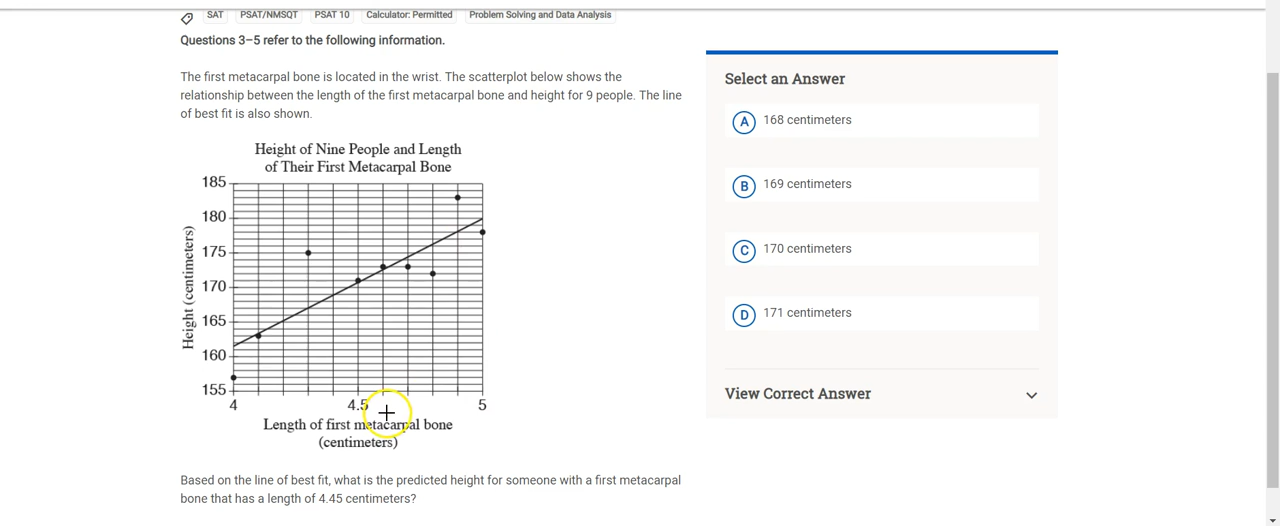 SAT PSAT/NMSQT PSAT 10 Calculator: Permitted Problem Solving and Data Analysis
Questions 3–5 refer to the following information.
The first metacarpal bone is located in the wrist. The scatterplot below shows the
relationship between the length of the first metacarpal bone and height for 9 people. The line
of best fit is also shown.
Height of Nine People and Length
of Their First Metacarpal Bone
Height (centimeters)
185
180
175
170
165
160
155
4 4.5 5
Length of first metacarpal bone
(centimeters)
Based on the line of best fit, what is the predicted height for someone with a first metacarpal
bone that has a length of 4.45 centimeters?
Select an Answer
A 168 centimeters
B 169 centimeters
C 170 centimeters
D 171 centimeters
View Correct Answer